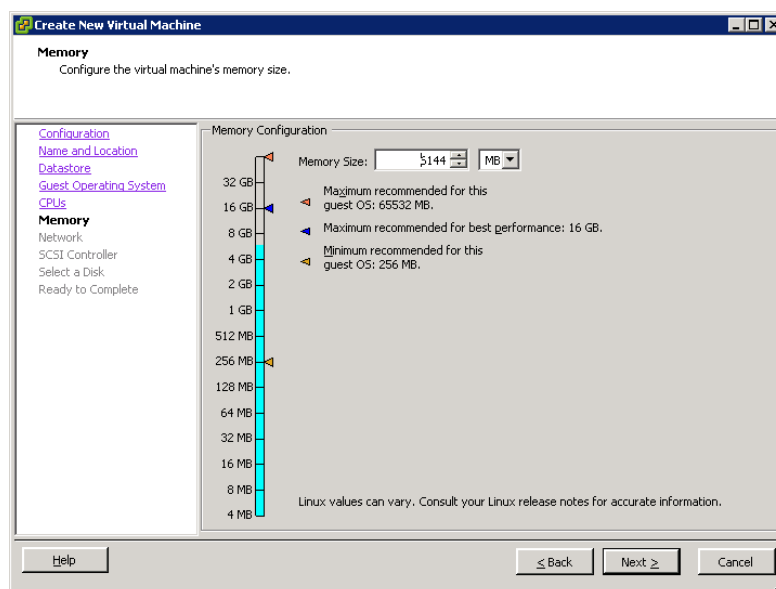 Create New Virtual Machine
Memory
Configure the virtual machine's memory size.
Configuration
Name and Location
Datastore
Guest Operating System
CPUs
Memory
Network
SCSI Controller
Select a Disk
Ready to Complete
Memory Configuration
32 GB
16 GB
8 GB
4 GB
2 GB
1 GB
512 MB
256 MB
128 MB
64 MB
32 MB
16 MB
8 MB
4 MB
Memory Size: MB
Maximum recommended for this
guest OS: 65532 MB.
Maximum recommended for best performance: 16 GB.
Minimum recommended for this
guest OS: 256 MB.
Linux values can vary. Consult your Linux release notes for accurate information.
Help
≤ Back
Next ≥
Cancel